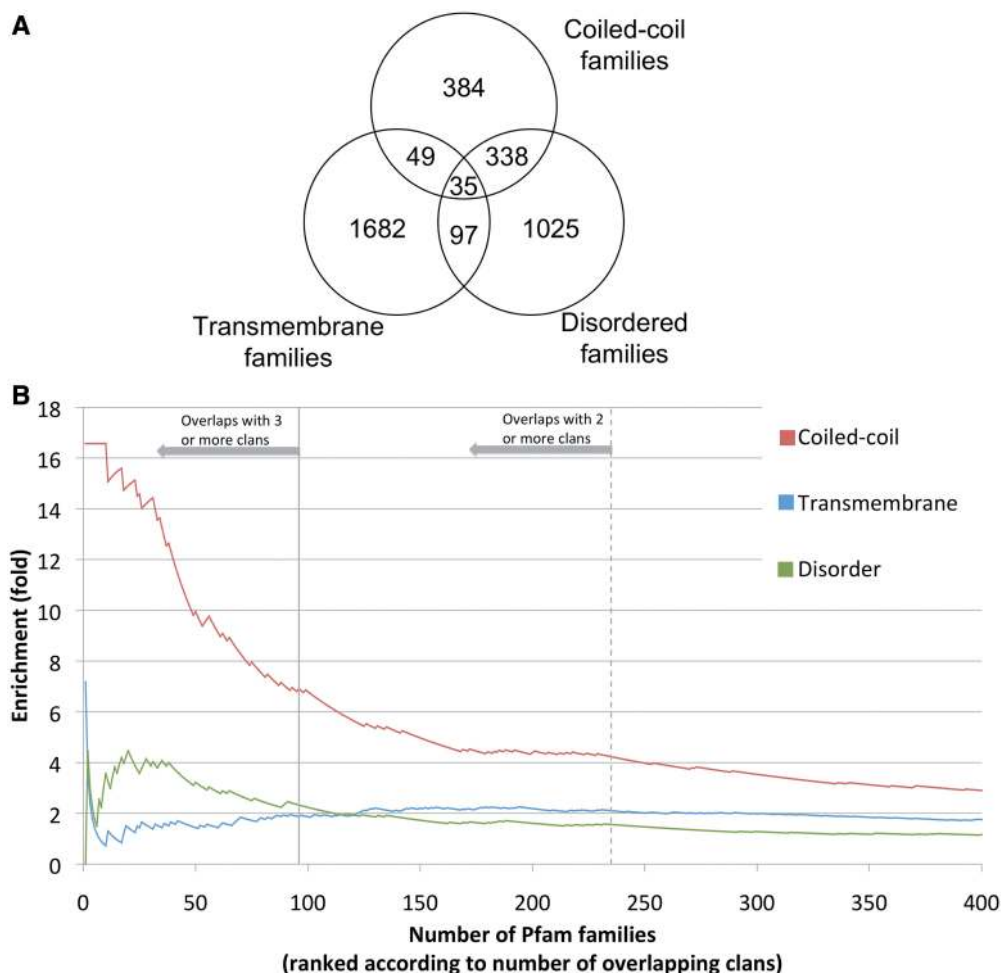 A
Coiled-coil
families
384
49
338
35
1682
97
1025
Transmembrane
families
Disordered
families
B
18
16
14
12
10
8
6
4
2
0
Enrichment (fold)
Overlaps with 3
or more clans
Overlaps with 2
or more clans
Coiled-coil
Transmembrane
Disorder
0 50 100 150 200 250 300 350 400
Number of Pfam families
(ranked according to number of overlapping clans)